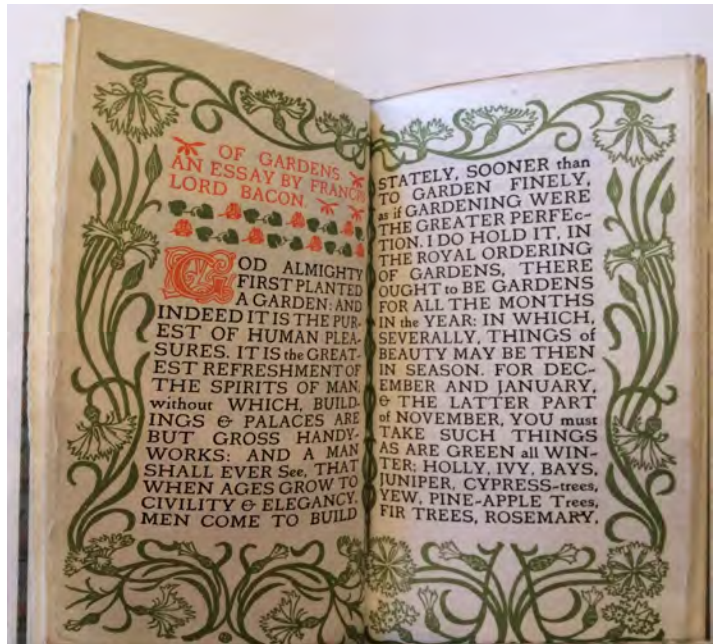 OF GARDENS
AN ESSAY BY FRANCIS
LORD BACON.
GOD ALMIGHTY
FIRST PLANTED
A GARDEN: AND
INDEED IT IS THE PUR-
EST OF HUMAN PLEA-
SURES. IT IS the GREAT-
EST REFRESHMENT OF
THE SPIRITS OF MAN;
without WHICH, BUILD-
INGS & PALACES ARE
BUT GROSS HANDY-
WORKS: AND A MAN
SHALL EVER See, THAT
WHEN AGES GROW TO
CIVILITY & ELEGANCY,
MEN COME TO BUILD
STATELY, SOONER than
TO GARDEN FINELY,
as if GARDENING WERE
THE GREATER PERFEc-
TION. I DO HOLD IT, IN
THE ROYAL ORDERING
OF GARDENS, THERE
OUGHT to BE GARDENS
FOR ALL THE MONTHS
IN the YEAR: IN WHICH,
SEVERALLY, THINGS of
BEAUTY MAY BE THEN
IN SEASON. FOR DEC-
EMBER AND JANUARY,
& THE LATTER PART
of NOVEMBER, YOU must
TAKE SUCH THINGS
AS ARE GREEN all WIN-
TER: HOLLY, IVY, BAYS,
JUNIPER, CYPRESS-trees,
YEW, PINE-APPLE Trees,
FIR TREES, ROSEMARY,